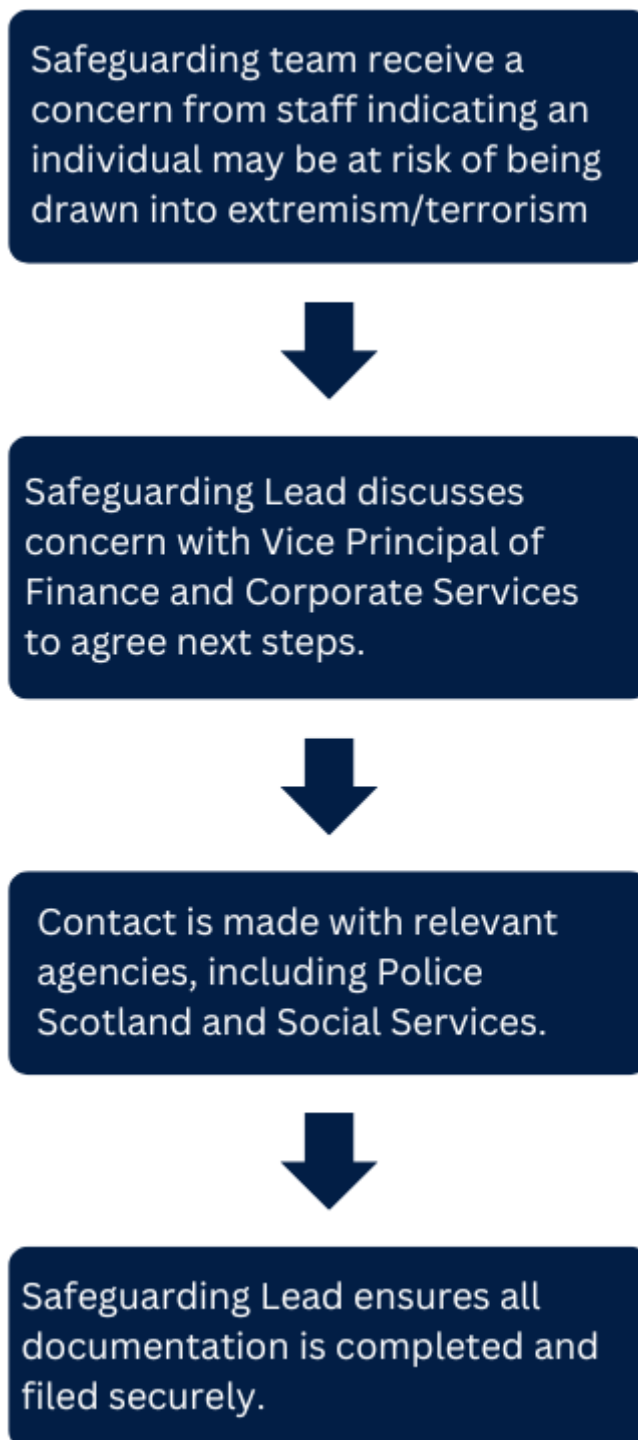 Safeguarding team receive a
concern from staff indicating an
individual may be at risk of being
drawn into extremism/terrorism
Safeguarding Lead discusses
concern with Vice Principal of
Finance and Corporate Services
to agree next steps.
Contact is made with relevant
agencies, including Police
Scotland and Social Services.
Safeguarding Lead ensures all
documentation is completed and
filed securely.